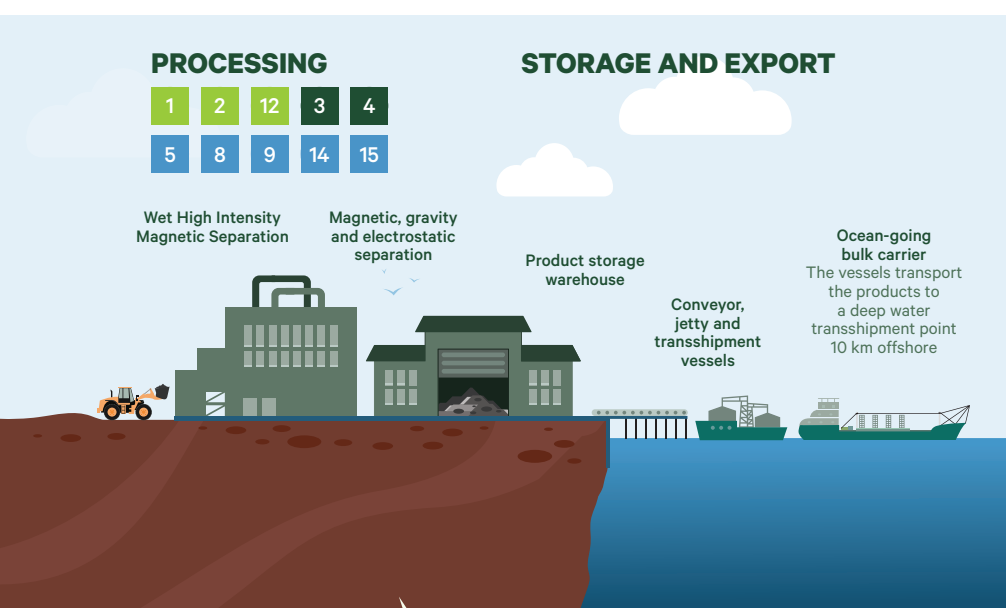 PROCESSING
1 2 12 3 4
5 8 9 14 15
Wet High Intensity
Magnetic Separation
Magnetic, gravity
and electrostatic
separation
STORAGE AND EXPORT
Product storage
warehouse
Conveyor,
jetty and
transshipment
vessels
Ocean-going
bulk carrier
The vessels transport
the products to
a deep water
transshipment point
10 km offshore